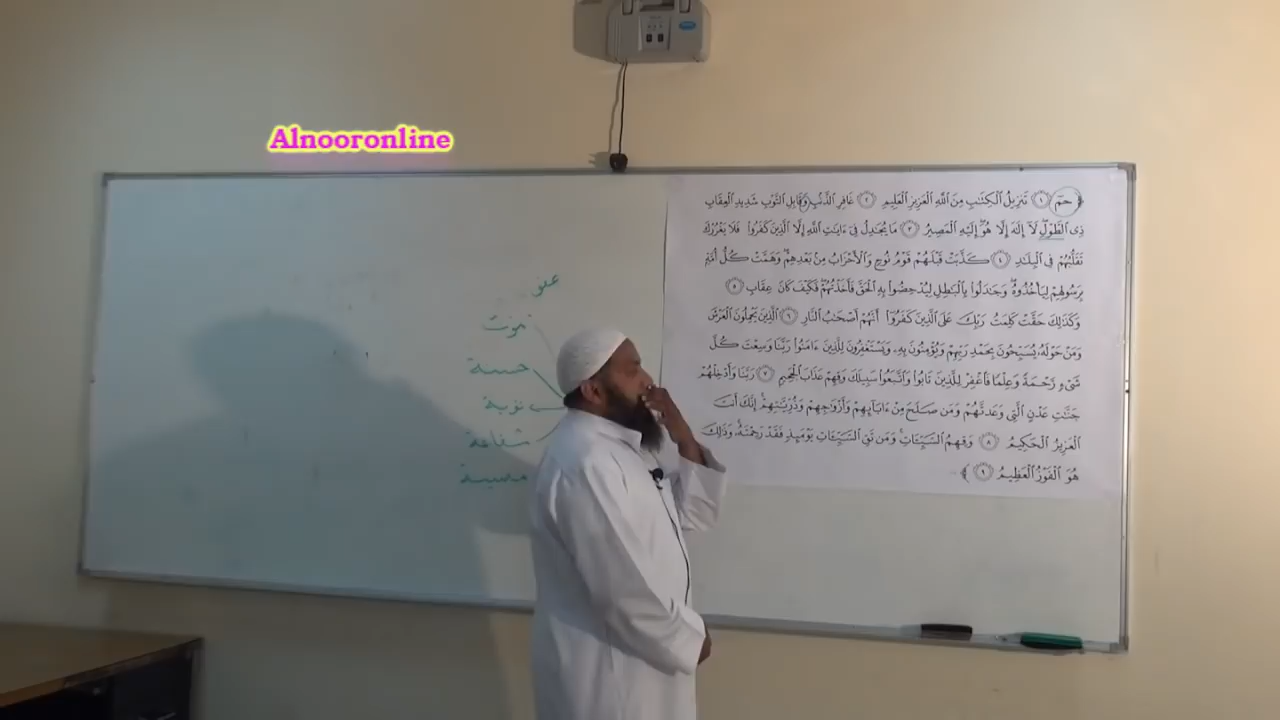 Alnooronline
﴿حمٓ ١ تَنزِيلُ ٱلْكِتَٰبِ مِنَ ٱللَّهِ ٱلْعَزِيزِ ٱلْعَلِيمِ ٢ غَافِرِ ٱلذَّنۢبِ وَقَابِلِ ٱلتَّوْبِ شَدِيدِ ٱلْعِقَابِ
ذِى ٱلطَّوْلِ لَآ إِلَٰهَ إِلَّا هُوَ إِلَيْهِ ٱلْمَصِيرُ ٣ مَا يُجَٰدِلُ فِىٓ ءَايَٰتِ ٱللَّهِ إِلَّا ٱلَّذِينَ كَفَرُوا۟ فَلَا يَغْرُرْكَ
تَقَلُّبُهُمْ فِى ٱلْبِلَٰدِ ٤ كَذَّبَتْ قَبْلَهُمْ قَوْمُ نُوحٍ وَٱلْأَحْزَابُ مِنۢ بَعْدِهِمْ وَهَمَّتْ كُلُّ أُمَّةٍۭ
بِرَسُولِهِمْ لِيَأْخُذُوهُ وَجَٰدَلُوا۟ بِٱلْبَٰطِلِ لِيُدْحِضُوا۟ بِهِ ٱلْحَقَّ فَأَخَذْتُهُمْ فَكَيْفَ كَانَ عِقَابِ ٥
وَكَذَٰلِكَ حَقَّتْ كَلِمَتُ رَبِّكَ عَلَى ٱلَّذِينَ كَفَرُوٓا۟ أَنَّهُمْ أَصْحَٰبُ ٱلنَّارِ ٦ ٱلَّذِينَ يَحْمِلُونَ ٱلْعَرْشَ
وَمَنْ حَوْلَهُۥ يُسَبِّحُونَ بِحَمْدِ رَبِّهِمْ وَيُؤْمِنُونَ بِهِۦ وَيَسْتَغْفِرُونَ لِلَّذِينَ ءَامَنُوا۟ رَبَّنَا وَسِعْتَ كُلَّ
شَىْءٍ رَّحْمَةً وَعِلْمًا فَٱغْفِرْ لِلَّذِينَ تَابُوا۟ وَٱتَّبَعُوا۟ سَبِيلَكَ وَقِهِمْ عَذَابَ ٱلْجَحِيمِ ٧ رَبَّنَا وَأَدْخِلْهُمْ
جَنَّٰتِ عَدْنٍ ٱلَّتِى وَعَدتَّهُمْ وَمَن صَلَحَ مِنْ ءَابَآئِهِمْ وَأَزْوَٰجِهِمْ وَذُرِّيَّٰتِهِمْ إِنَّكَ أَنتَ
ٱلْعَزِيزُ ٱلْحَكِيمُ ٨ وَقِهِمُ ٱلسَّيِّـَٔاتِ وَمَن تَقِ ٱلسَّيِّـَٔاتِ يَوْمَئِذٍ فَقَدْ رَحِمْتَهُۥ وَذَٰلِكَ
هُوَ ٱلْفَوْزُ ٱلْعَظِيمُ ٩﴾
عفو
تموت
حسنة
توبة
شفاعة
مصيبة